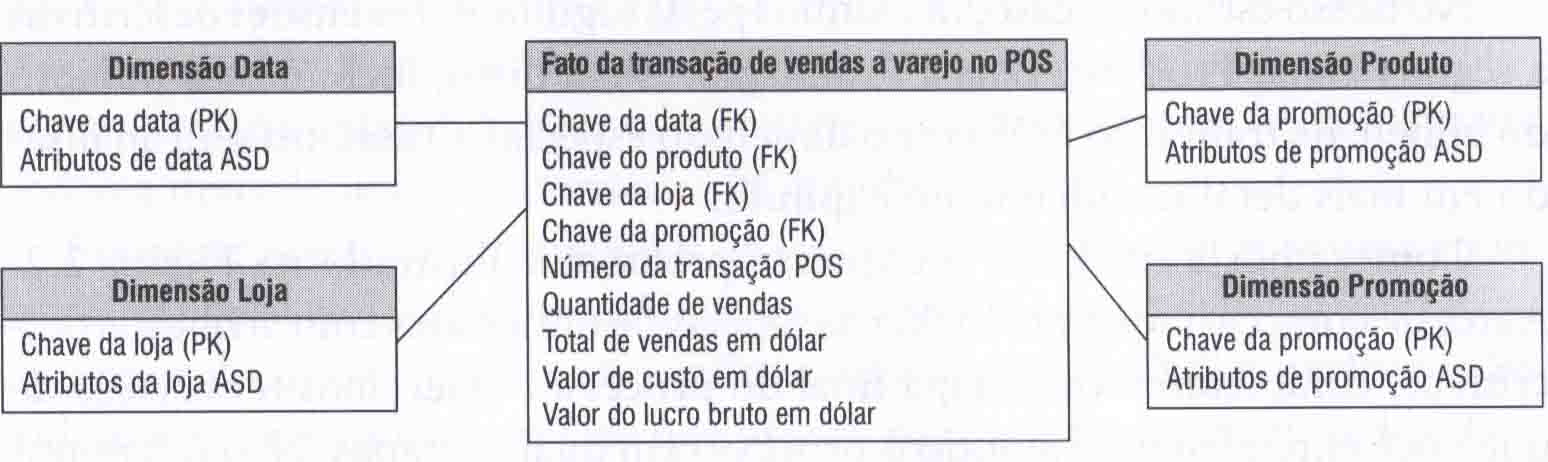 Dimensão Data
Chave da data (PK)
Atributos de data ASD
Dimensão Loja
Chave da loja (PK)
Atributos da loja ASD
Fato da transação de vendas a varejo no POS
Chave da data (FK)
Chave do produto (FK)
Chave da loja (FK)
Chave da promoção (FK)
Número da transação POS
Quantidade de vendas
Total de vendas em dólar
Valor de custo em dólar
Valor do lucro bruto em dólar
Dimensão Produto
Chave da promoção (PK)
Atributos de promoção ASD
Dimensão Promoção
Chave da promoção (PK)
Atributos de promoção ASD